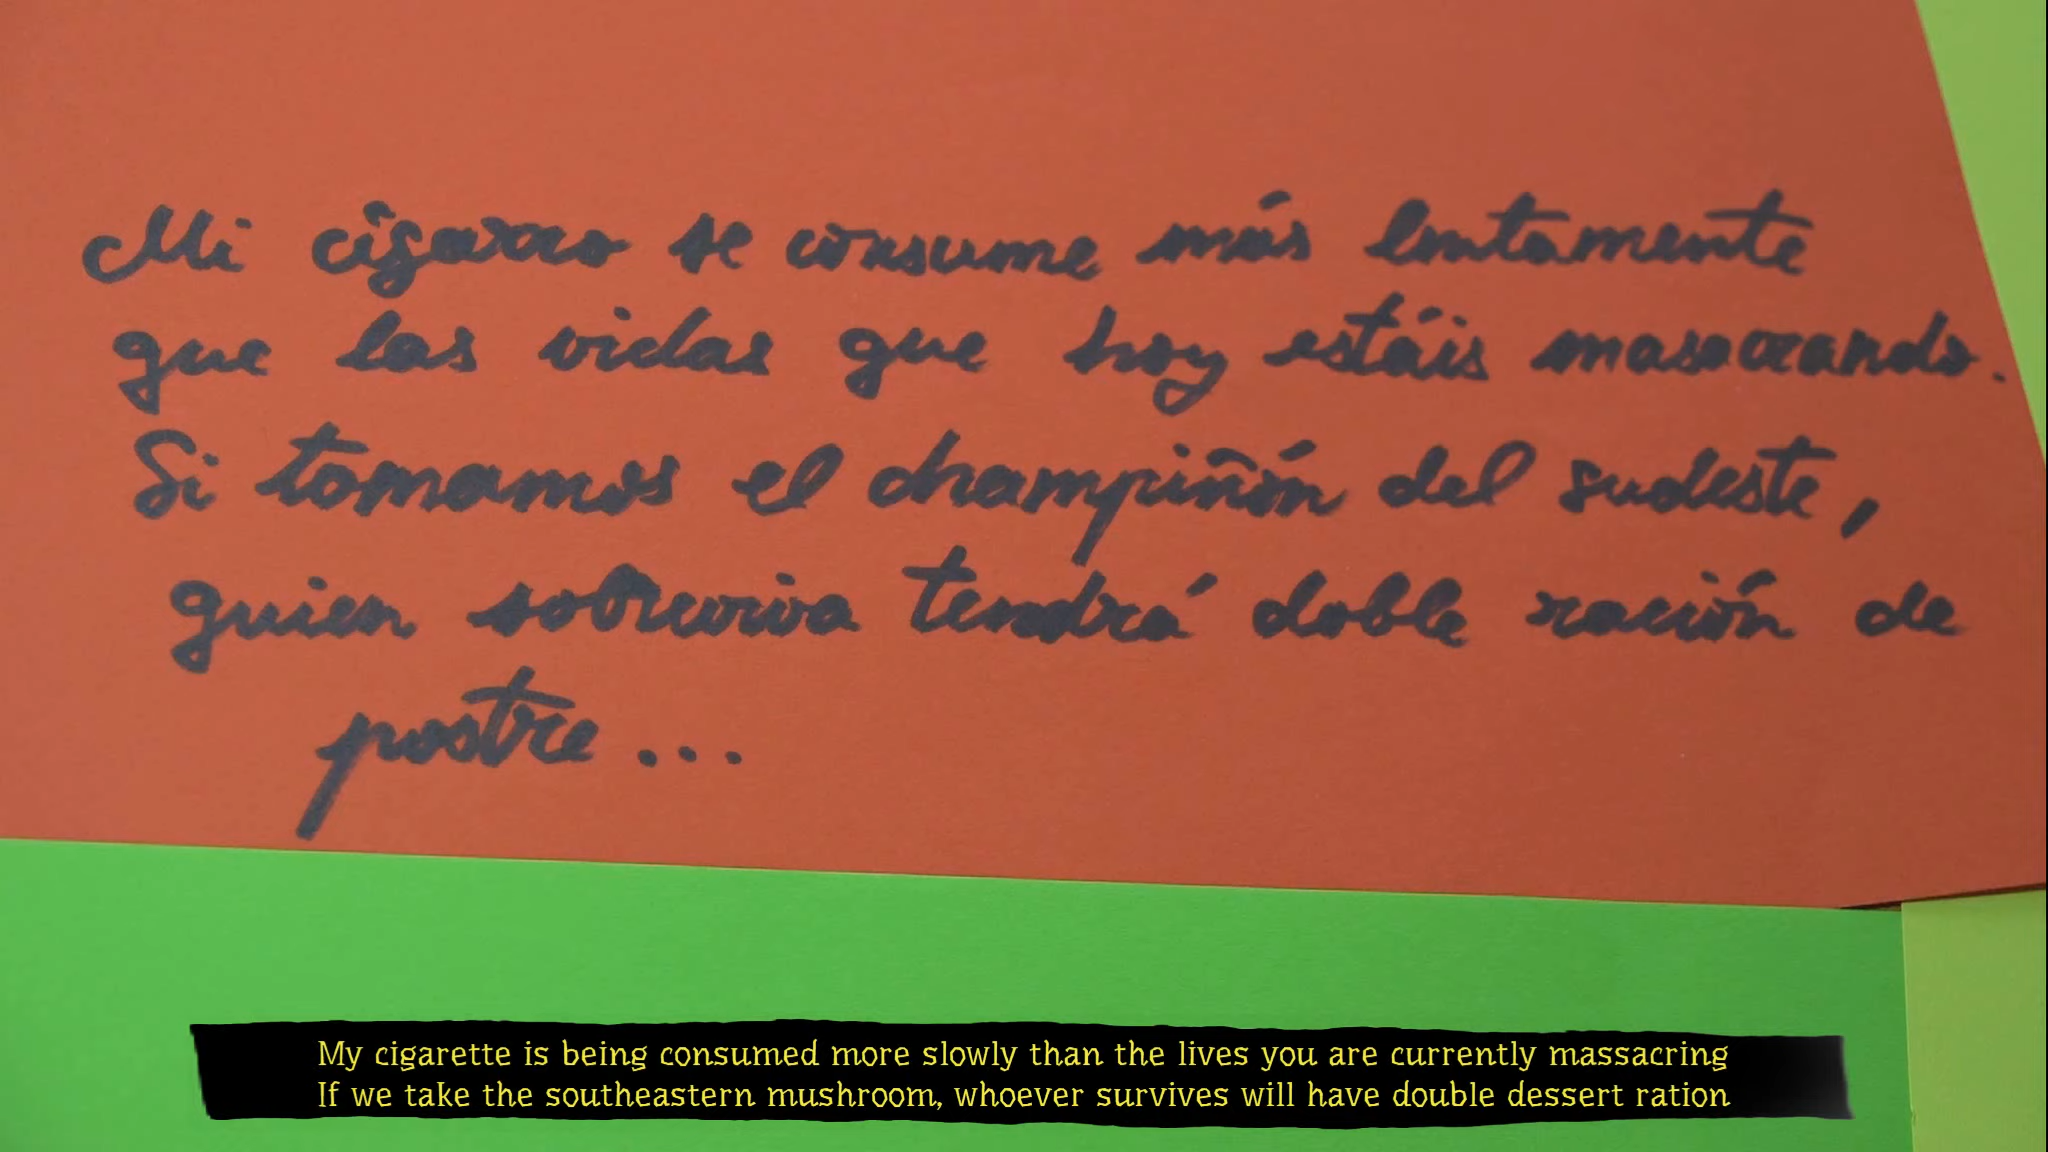 Mi cigarro se consume más lentamente
que las vidas que hoy estáis masacrando.
Si tomamos el champiñón del sudeste,
quien sobreviva tendrá doble ración de
postre...
My cigarette is being consumed more slowly than the lives you are currently massacring
If we take the southeastern mushroom, whoever survives will have double dessert ration